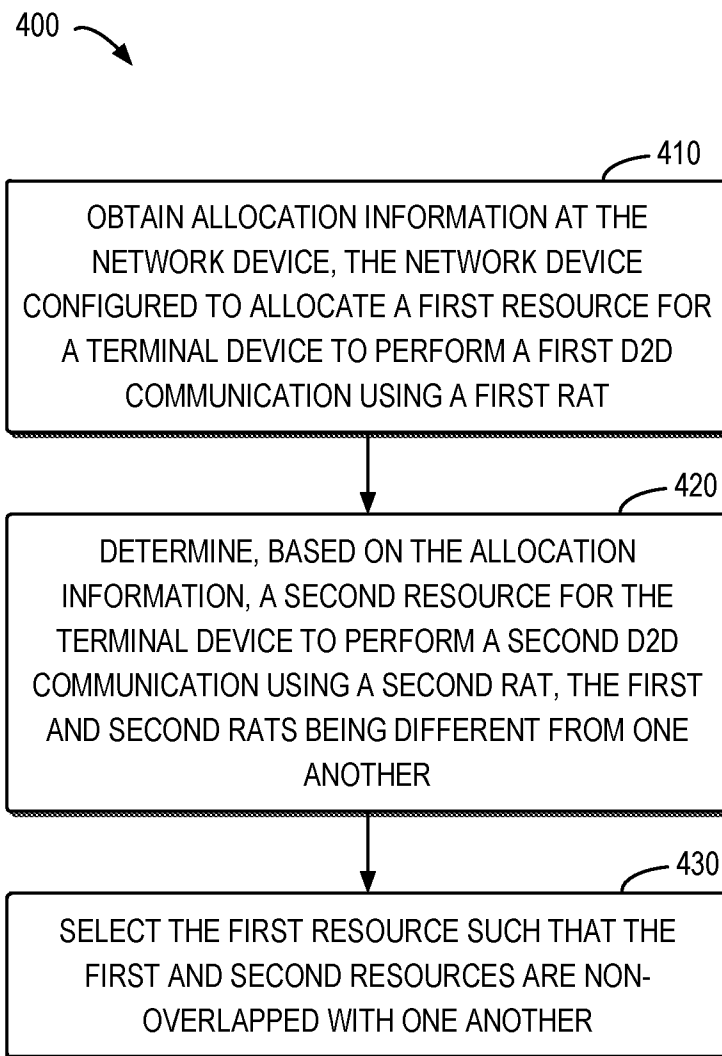 400
410
OBTAIN ALLOCATION INFORMATION AT THE
NETWORK DEVICE, THE NETWORK DEVICE
CONFIGURED TO ALLOCATE A FIRST RESOURCE FOR
A TERMINAL DEVICE TO PERFORM A FIRST D2D
COMMUNICATION USING A FIRST RAT
420
DETERMINE, BASED ON THE ALLOCATION
INFORMATION, A SECOND RESOURCE FOR THE
TERMINAL DEVICE TO PERFORM A SECOND D2D
COMMUNICATION USING A SECOND RAT, THE FIRST
AND SECOND RATS BEING DIFFERENT FROM ONE
ANOTHER
430
SELECT THE FIRST RESOURCE SUCH THAT THE
FIRST AND SECOND RESOURCES ARE NON-
OVERLAPPED WITH ONE ANOTHER